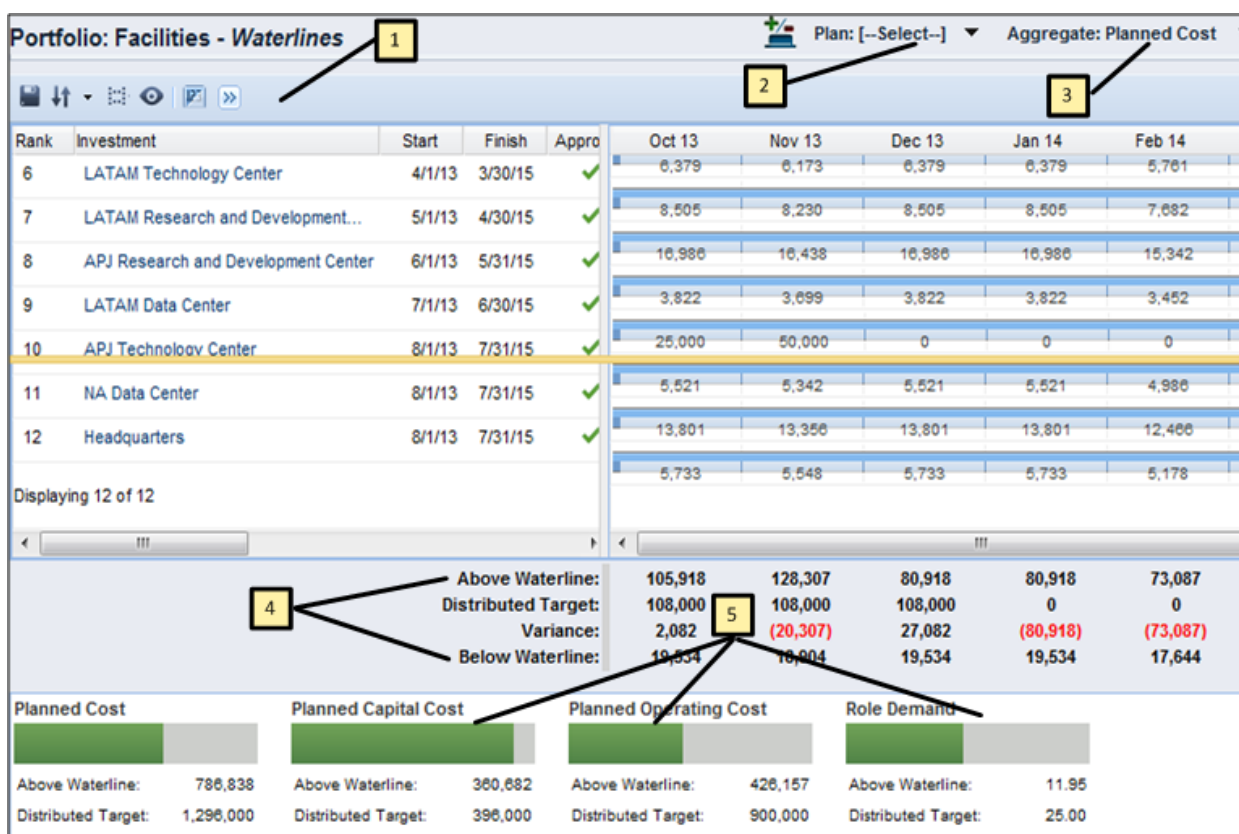 Portfolio: Facilities - Waterlines
1
Plan: [--Select--]
Aggregate: Planned Cost
2
3
Rank Investment Start Finish Appro Oct 13 Nov 13 Dec 13 Jan 14 Feb 14
6 LATAM Technology Center 4/1/13 3/30/15 6,379 6,173 6,379 6,379 5,761
7 LATAM Research and Development... 5/1/13 4/30/15 8,505 8,230 8,505 8,505 7,682
8 APJ Research and Development Center 6/1/13 5/31/15 16,986 16,438 16,986 16,986 15,342
9 LATAM Data Center 7/1/13 6/30/15 3,822 3,699 3,822 3,822 3,452
10 APJ Technology Center 8/1/13 7/31/15 25,000 50,000 0 0 0
11 NA Data Center 8/1/13 7/31/15 5,521 5,342 5,521 5,521 4,986
12 Headquarters 8/1/13 7/31/15 13,801 13,356 13,801 13,801 12,466
5,733 5,548 5,733 5,733 5,178
Displaying 12 of 12
Above Waterline: 105,918 128,307 80,918 80,918 73,087
4
Distributed Target: 108,000 108,000 108,000 0 0
5
Variance: 2,082 (20,307) 27,082 (80,918) (73,087)
Below Waterline: 19,534 18,904 19,534 19,534 17,644
Planned Cost Planned Capital Cost Planned Operating Cost Role Demand
Above Waterline: 786,838 Above Waterline: 360,682 Above Waterline: 426,157 Above Waterline: 11.95
Distributed Target: 1,296,000 Distributed Target: 396,000 Distributed Target: 900,000 Distributed Target: 25.00